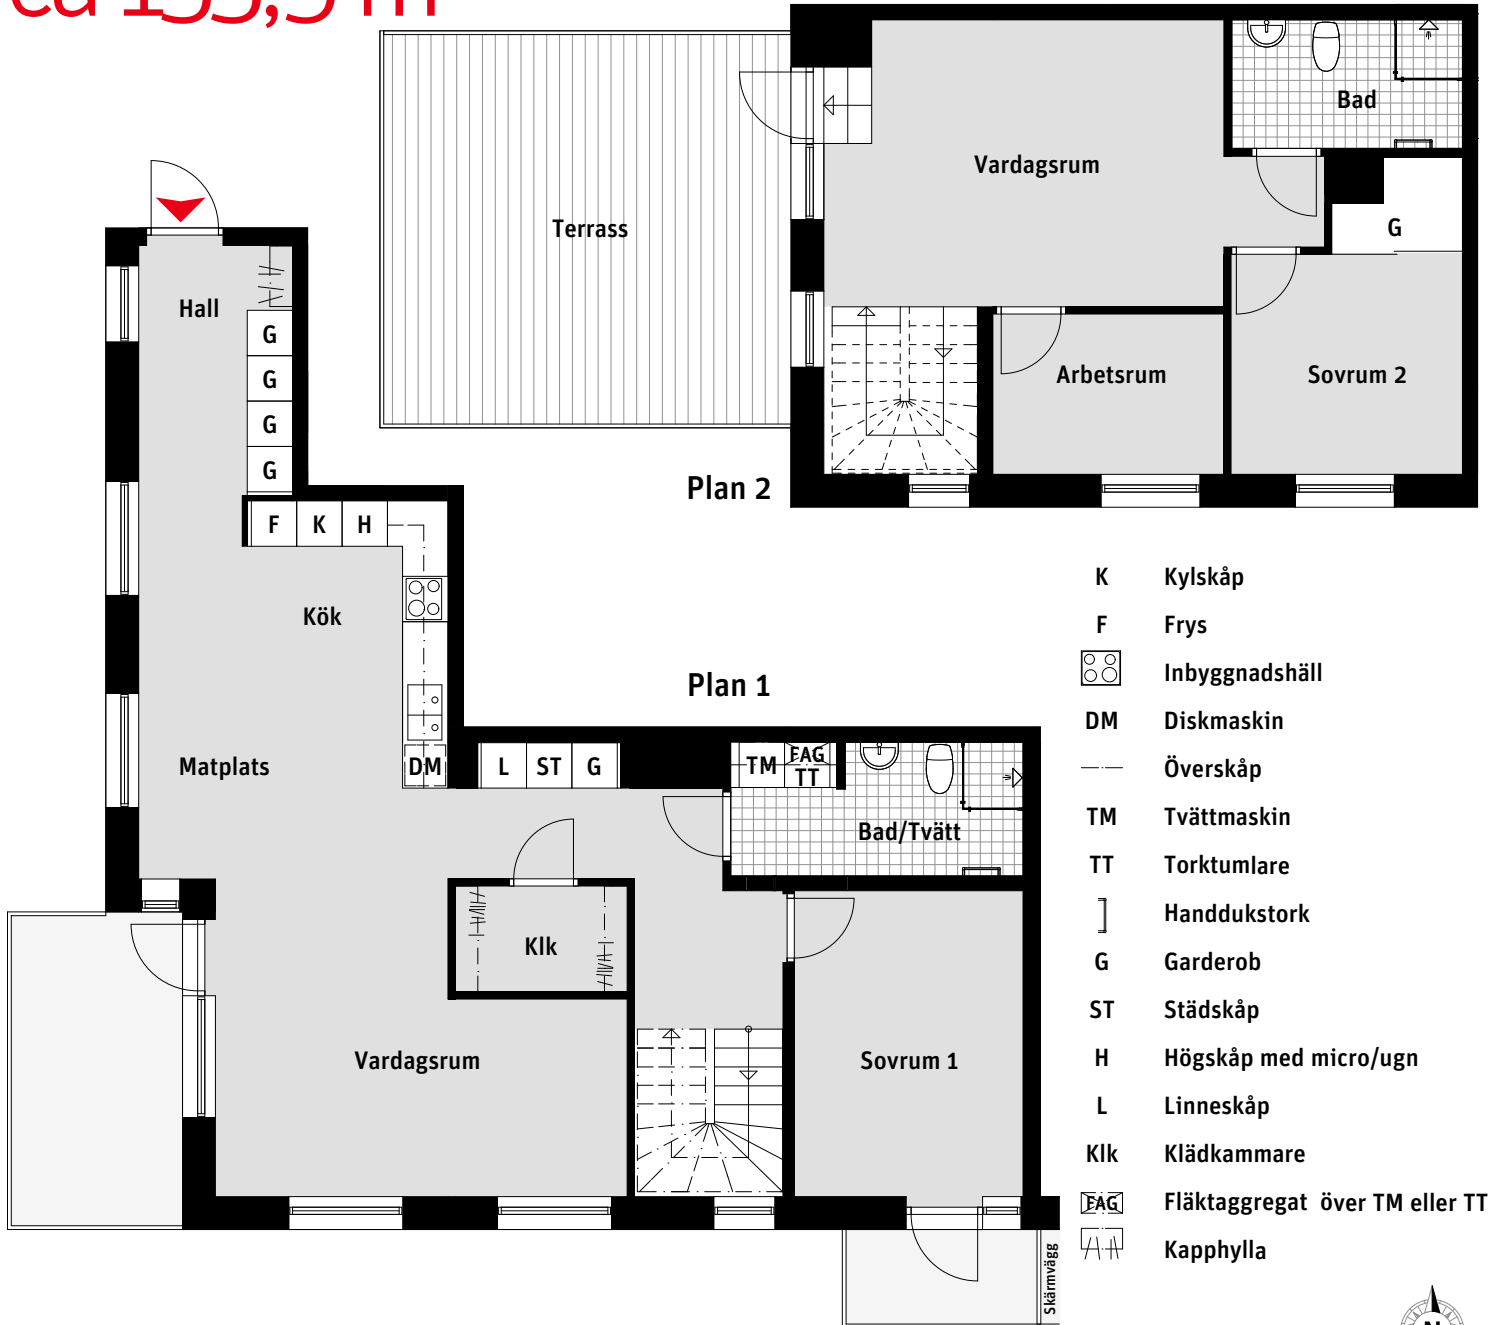 Bad
Vardagsrum
Terrass
G
Hall
G
G
G
G
Arbetsrum
Sovrum 2
Plan 2
F K H
Kök
Plan 1
Matplats
DM
L ST G
TM
FAG
TT
Bad/Tvätt
Klk
Vardagsrum
Sovrum 1
Skärmvägg
K Kylskåp
F Frys
Inbyggnadshäll
DM Diskmaskin
Överskåp
TM Tvättmaskin
TT Torktumlare
Handdukstork
G Garderob
ST Städskåp
H Högskåp med micro/ugn
L Linneskåp
Klk Klädkammare
FAG Fläktaggregat över TM eller TT
Kapphylla